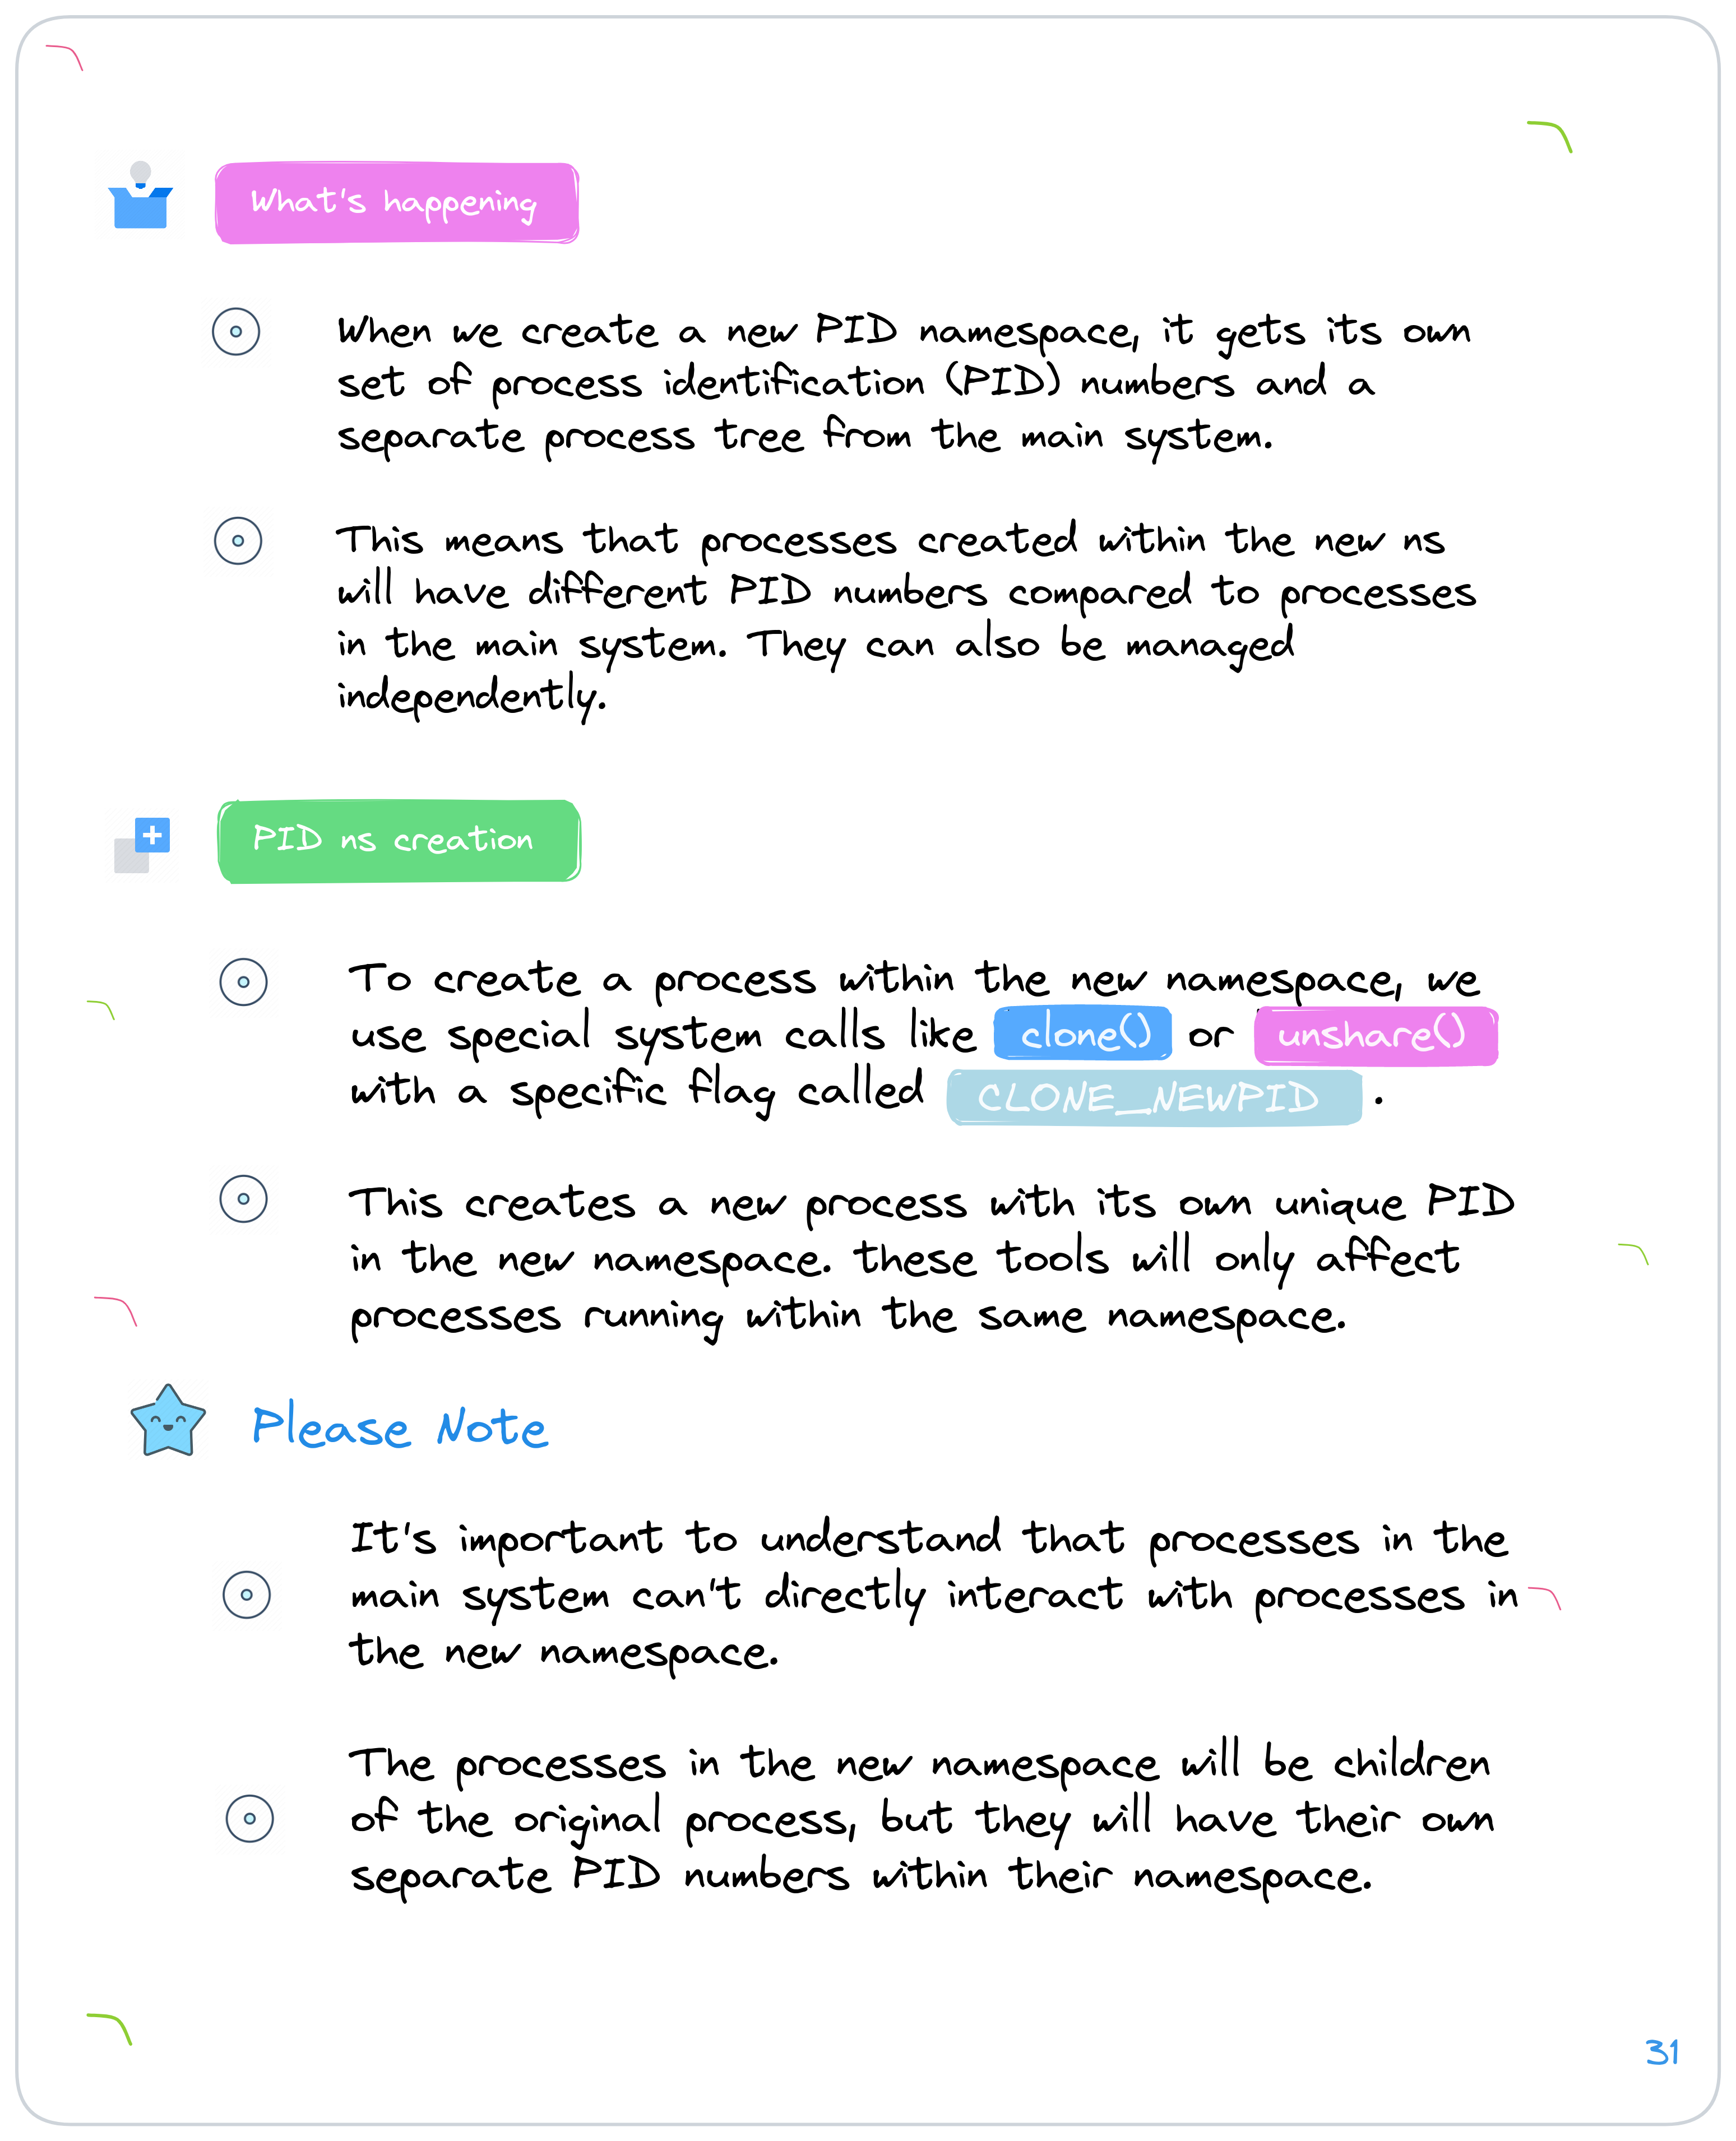 What's happening
When we create a new PID namespace, it gets its own
set of process identification (PID) numbers and a
separate process tree from the main system.
This means that processes created within the new ns
will have different PID numbers compared to processes
in the main system. They can also be managed
independently.
PID ns creation
To create a process within the new namespace, we
use special system calls like clone() or unshare()
with a specific flag called CLONE_NEWPID .
This creates a new process with its own unique PID
in the new namespace. these tools will only affect
processes running within the same namespace.
Please Note
It's important to understand that processes in the
main system can't directly interact with processes in
the new namespace.
The processes in the new namespace will be children
of the original process, but they will have their own
separate PID numbers within their namespace.
31